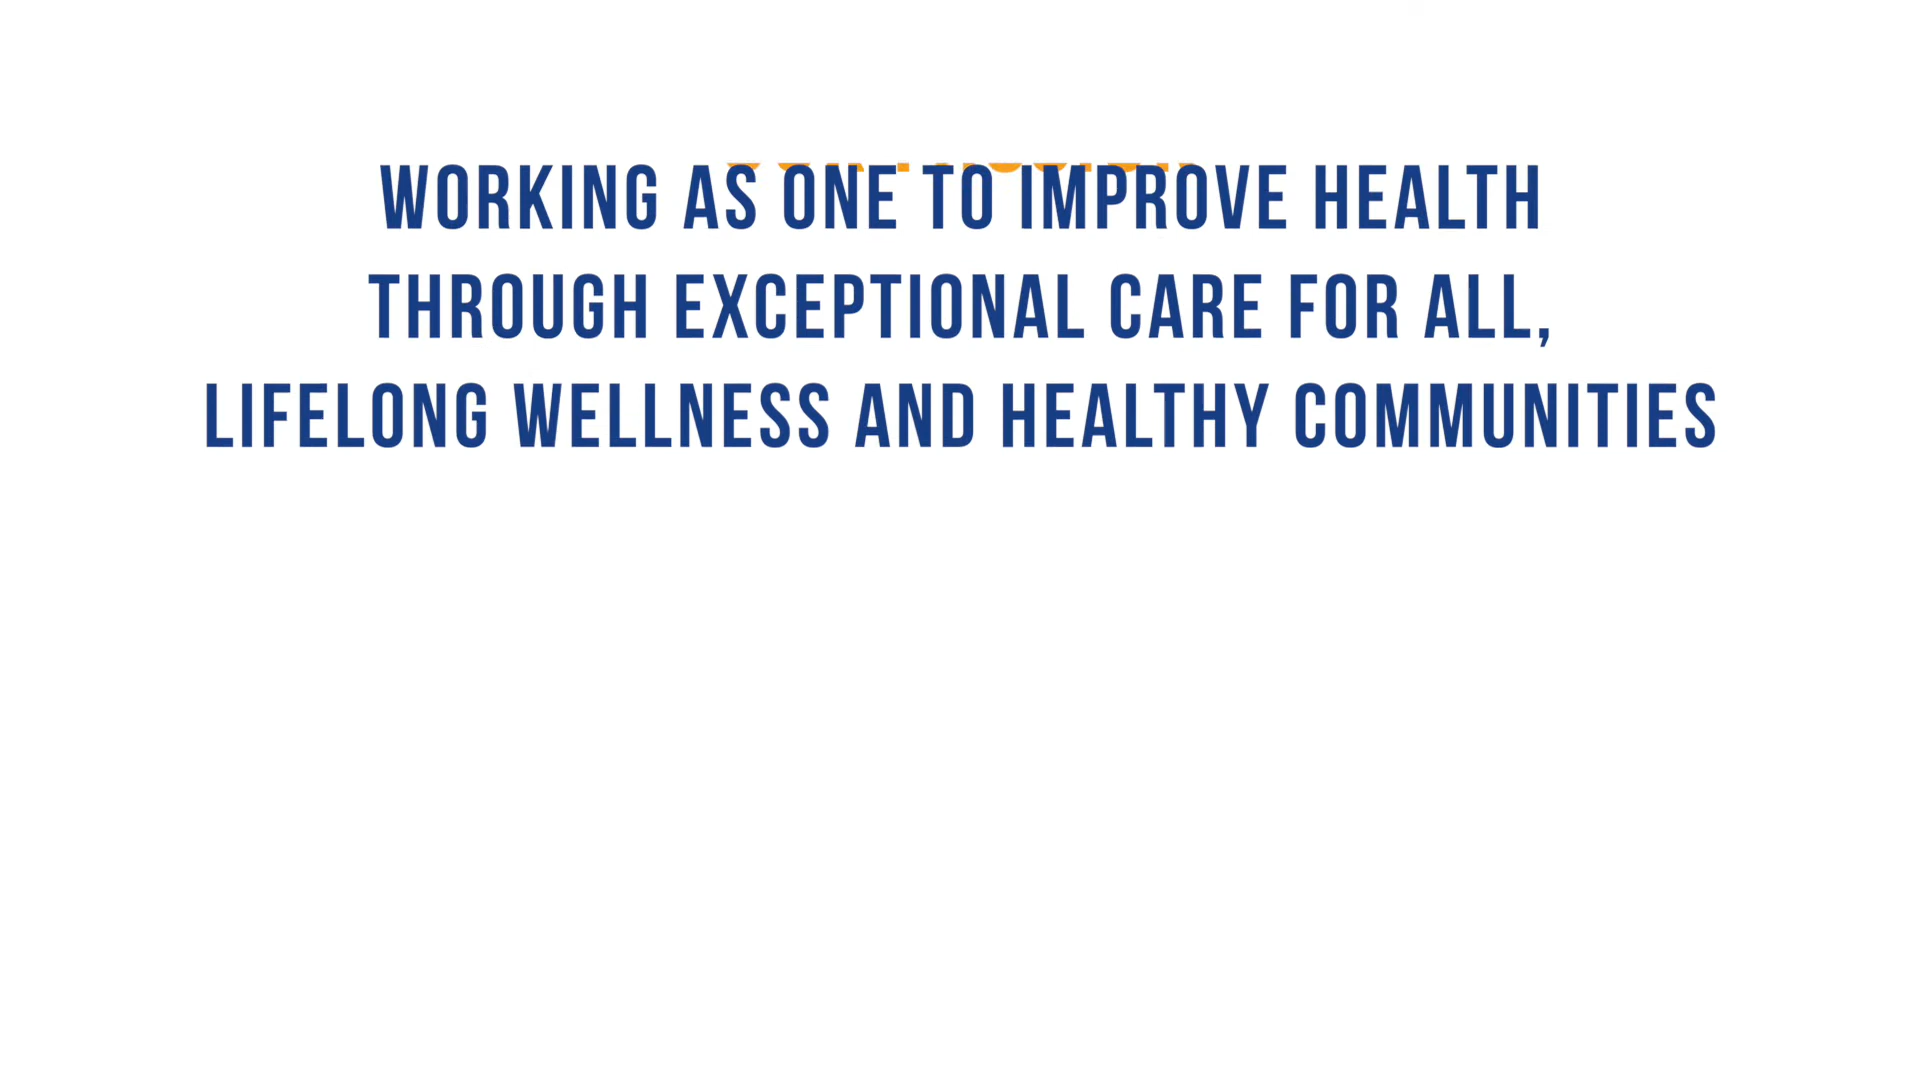 WORKING AS ONE TO IMPROVE HEALTH
THROUGH EXCEPTIONAL CARE FOR ALL,
LIFELONG WELLNESS AND HEALTHY COMMUNITIES